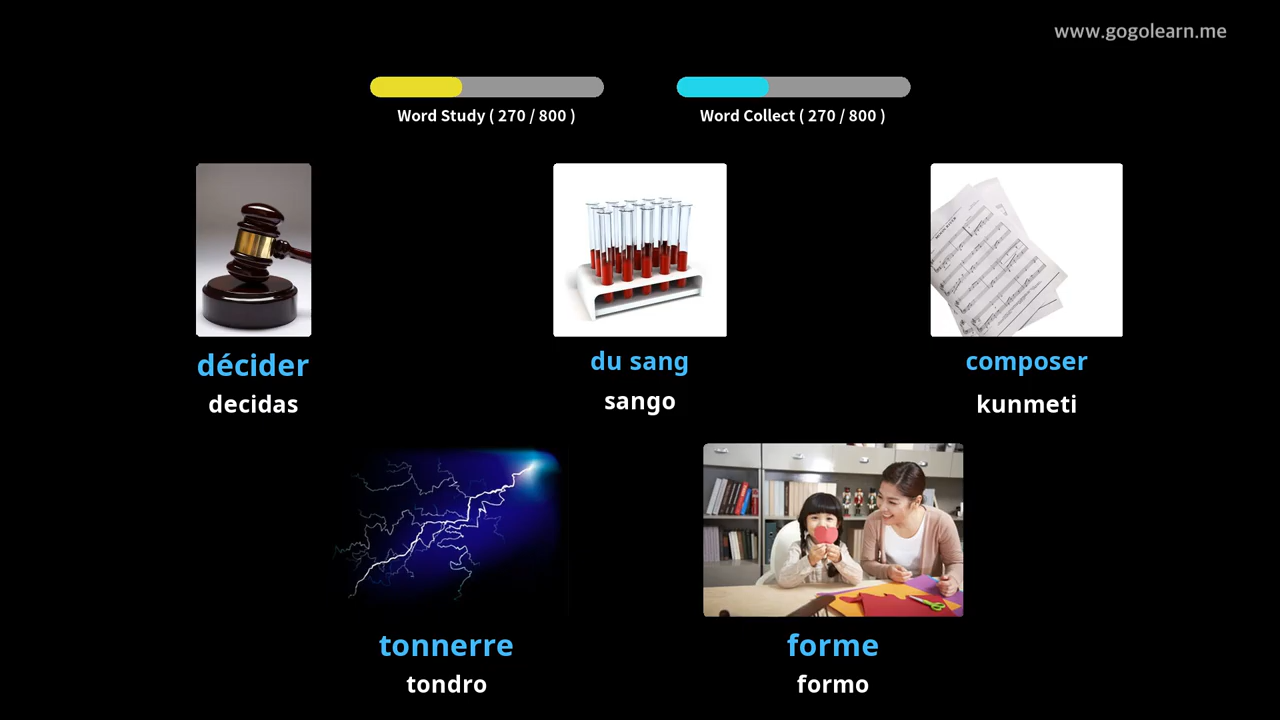 www.gogolearn.me
Word Study ( 270 / 800 )
Word Collect ( 270 / 800 )
décider
decidas
du sang
sango
composer
kunmeti
tonnerre
tondro
forme
formo